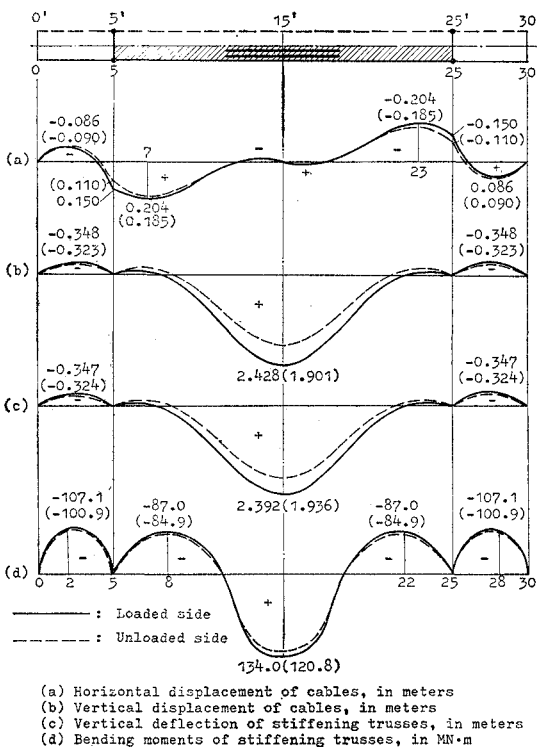 0' 5' 15' 25' 30'
0 5 25 30
-0.086 -0.204 -0.150
(-0.090) (-0.185) (-0.110)
- 7 - -
(a)
(0.110) + + 23 +
0.150 0.204 0.086
(0.185) (0.090)
-0.348 -0.348
(-0.323) (-0.323)
(b) - -
+
2.428(1.901)
-0.347 -0.347
(-0.324) (-0.324)
(c) - -
+
2.392(1.936)
-107.1 -87.0 -87.0 -107.1
(-100.9) (-84.9) (-84.9) (-100.9)
- - - -
(d)
0 2 5 8 22 25 28 30
+
: Loaded side
: Unloaded side
134.0(120.8)
(a) Horizontal displacement of cables, in meters
(b) Vertical displacement of cables, in meters
(c) Vertical deflection of stiffening trusses, in meters
(d) Bending moments of stiffening trusses, in MN·m